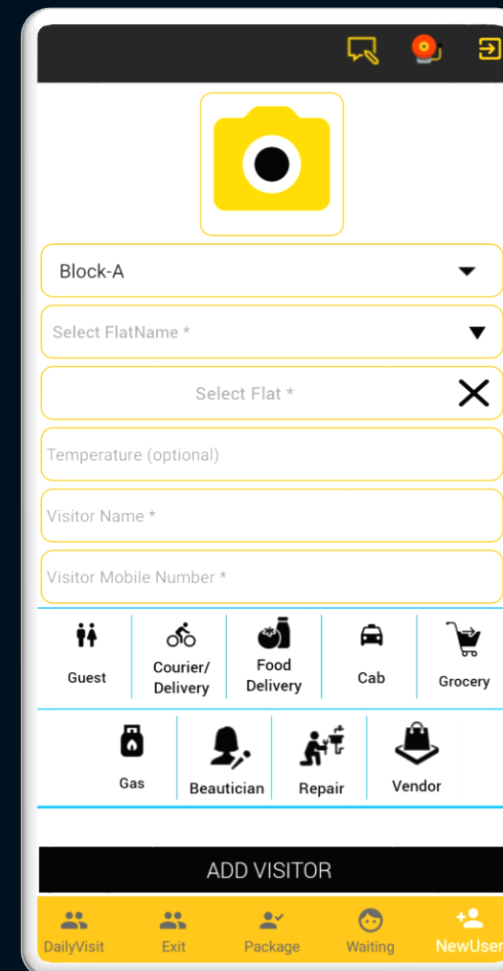 Block-A
Select FlatName *
Select Flat *
Temperature (optional)
Visitor Name *
Visitor Mobile Number *
Guest
Courier/
Delivery
Food
Delivery
Cab
Grocery
Gas
Beautician
Repair
Vendor
ADD VISITOR
DailyVisit
Exit
Package
Waiting
NewUser